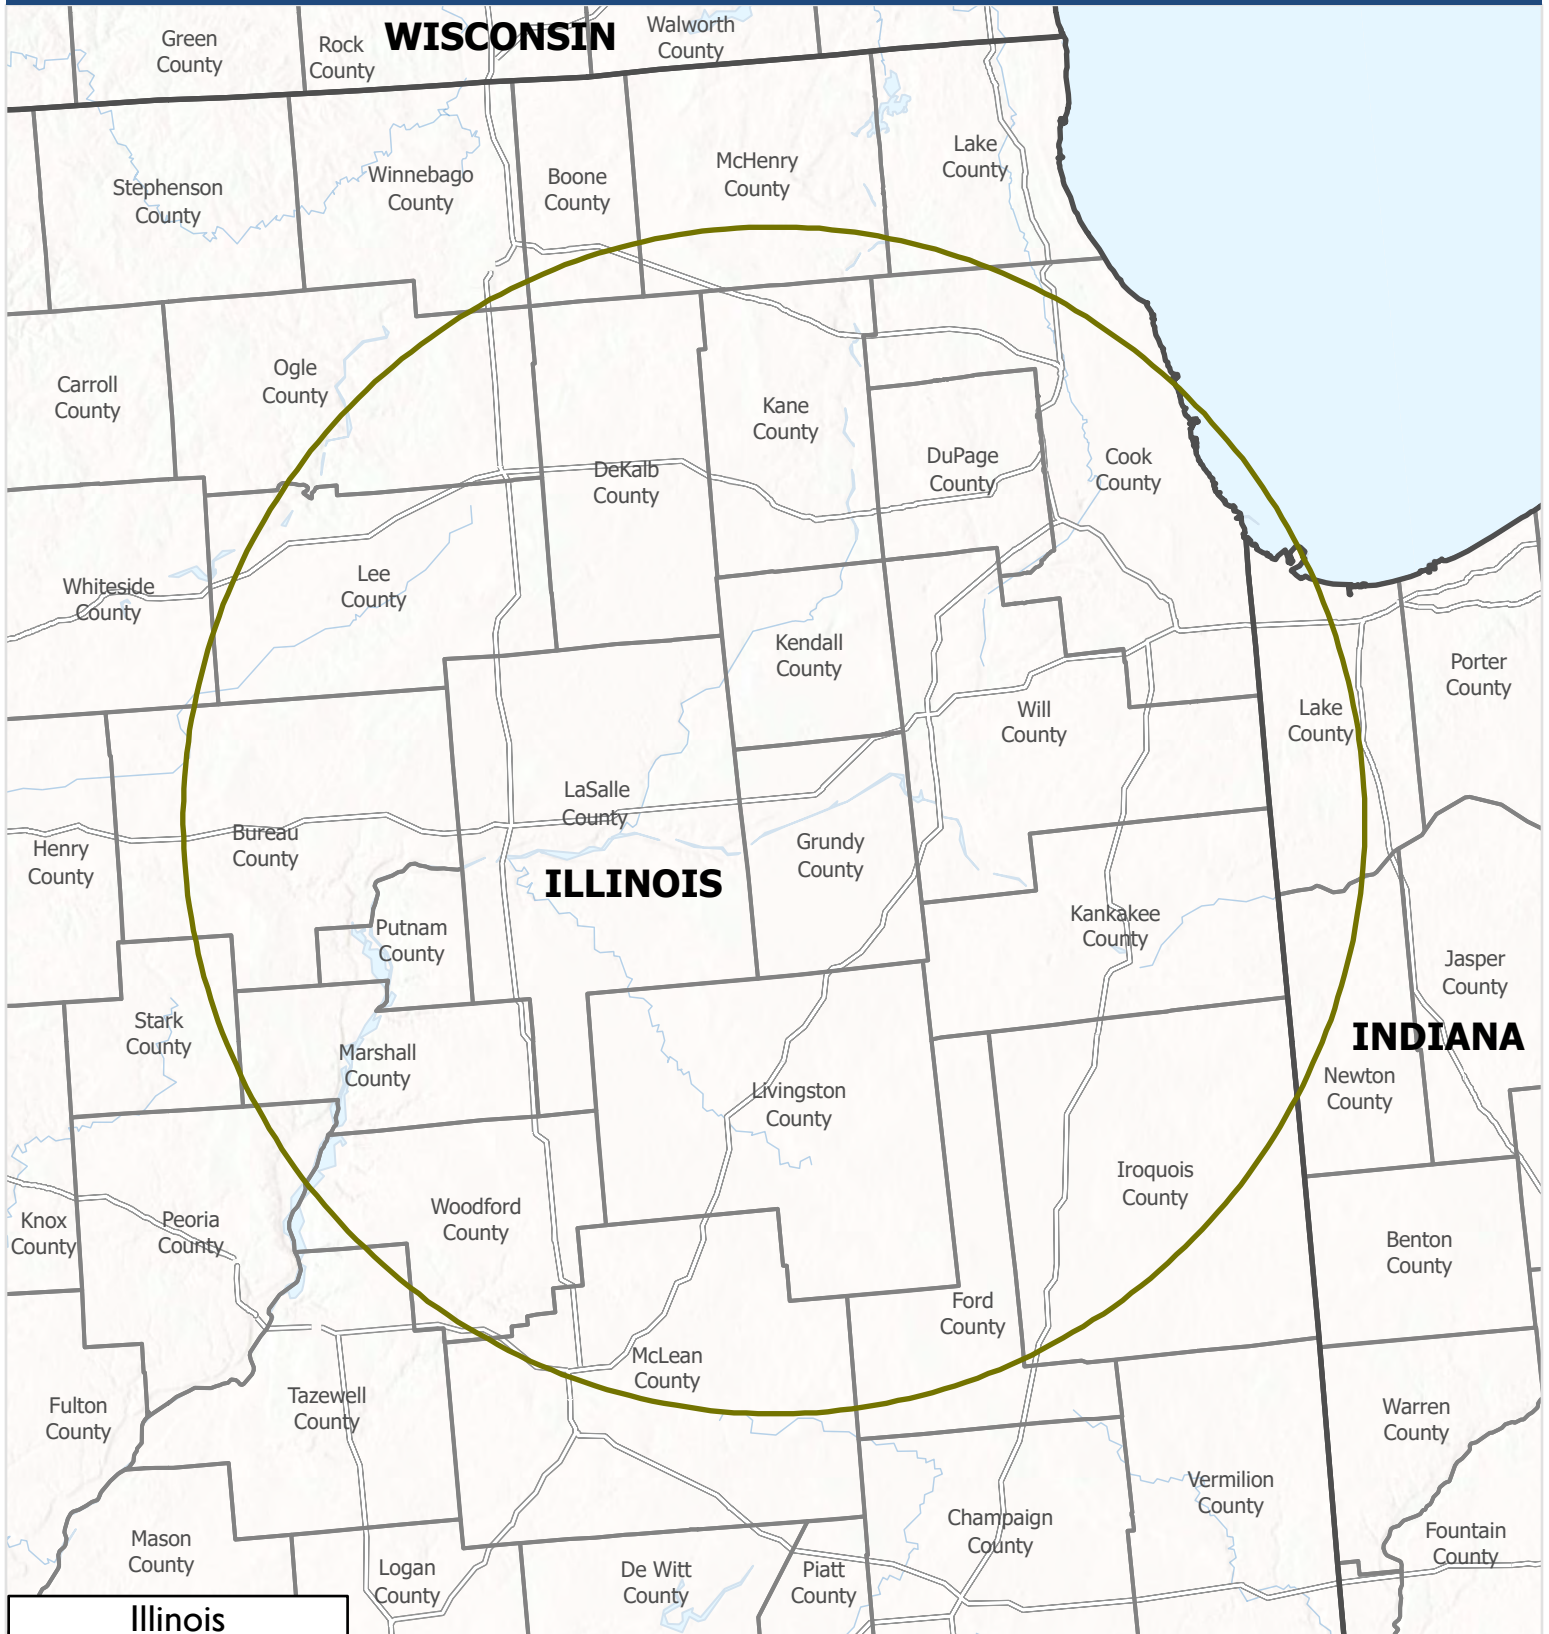 Green
County
Rock
County
WISCONSIN
Walworth
County
Stephenson
County
Winnebago
County
Boone
County
McHenry
County
Lake
County
Carroll
County
Ogle
County
Kane
County
DeKalb
County
DuPage
County
Cook
County
Whiteside
County
Lee
County
Kendall
County
Will
County
Lake
County
Porter
County
LaSalle
County
Henry
County
Bureau
County
Grundy
County
ILLINOIS
Putnam
County
Kankakee
County
Jasper
County
Stark
County
Marshall
County
INDIANA
Livingston
County
Newton
County
Iroquois
County
Knox
County
Peoria
County
Woodford
County
Benton
County
Ford
County
McLean
County
Fulton
County
Tazewell
County
Warren
County
Vermilion
County
Champaign
County
Mason
County
Logan
County
De Witt
County
Piatt
County
Fountain
County
Illinois